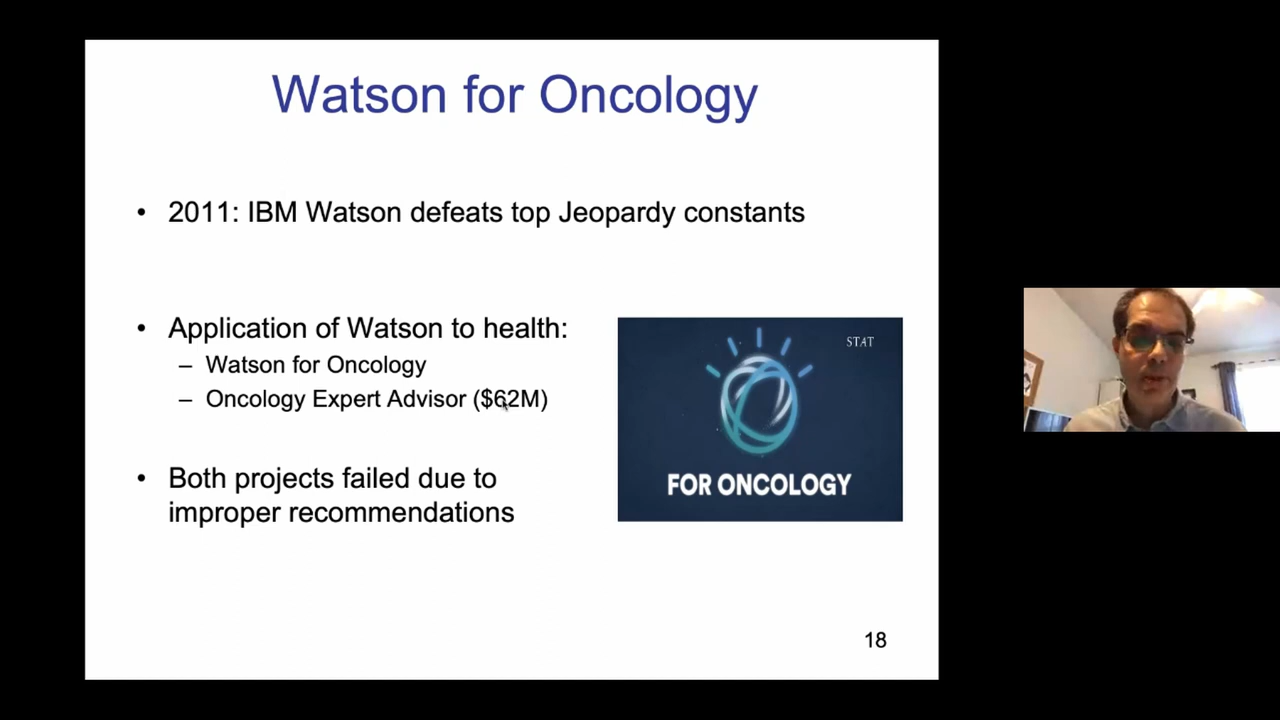 Watson for Oncology
• 2011: IBM Watson defeats top Jeopardy constants
• Application of Watson to health:
– Watson for Oncology
– Oncology Expert Advisor ($62M)
• Both projects failed due to
improper recommendations
STAT
FOR ONCOLOGY
18